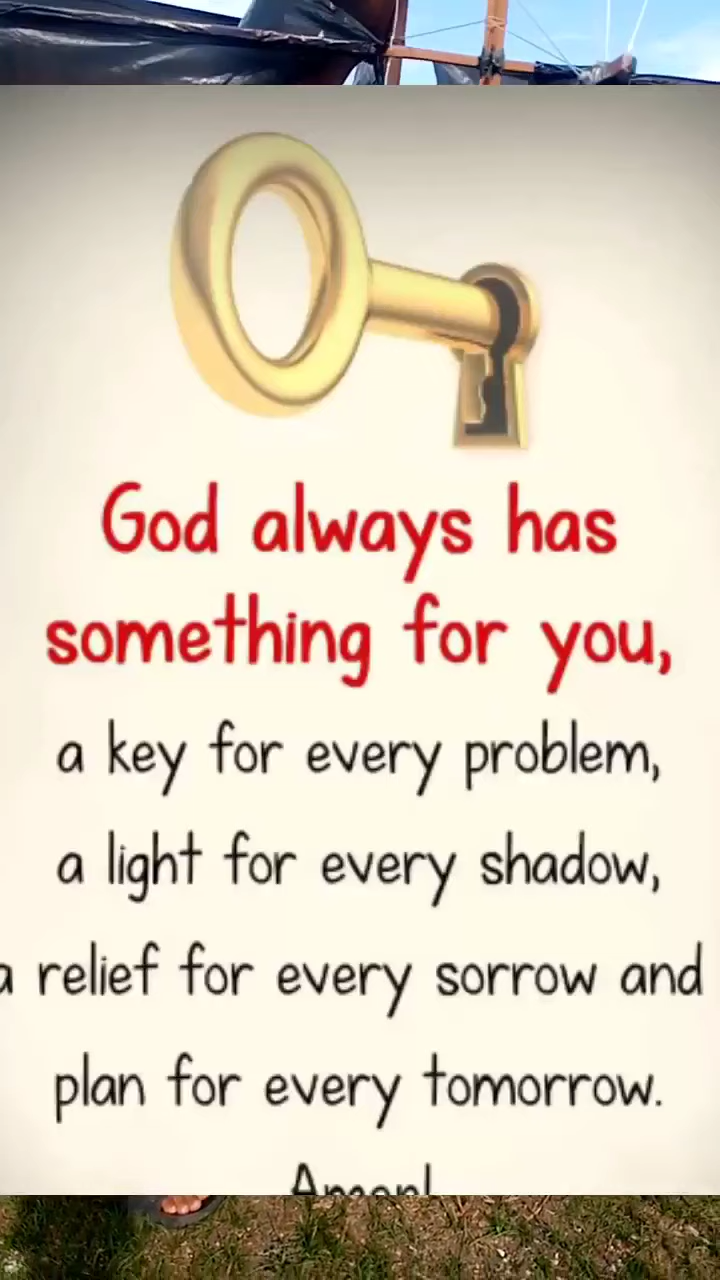 God always has
something for you,
a key for every problem,
a light for every shadow,
a relief for every sorrow and
plan for every tomorrow.
Amen!